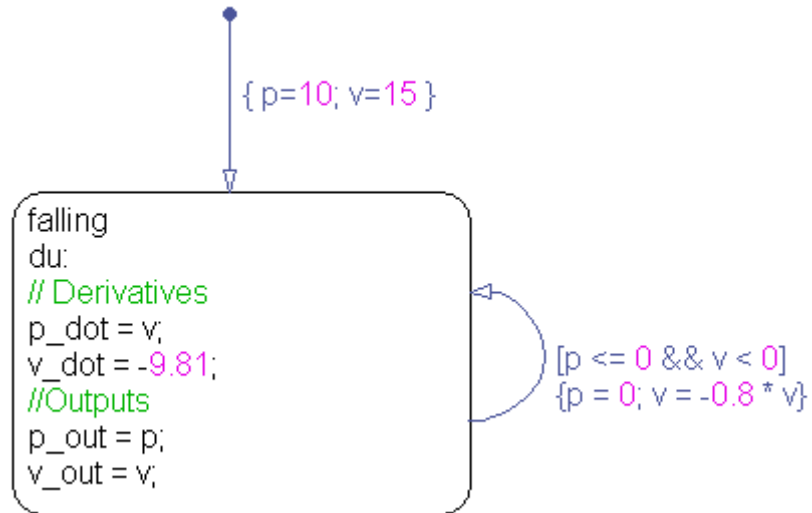 { p=10; v=15 }
falling
du:
// Derivatives
p_dot = v;
v_dot = -9.81;
//Outputs
p_out = p;
v_out = v;
[p <= 0 && v < 0]
{p = 0; v = -0.8 * v}